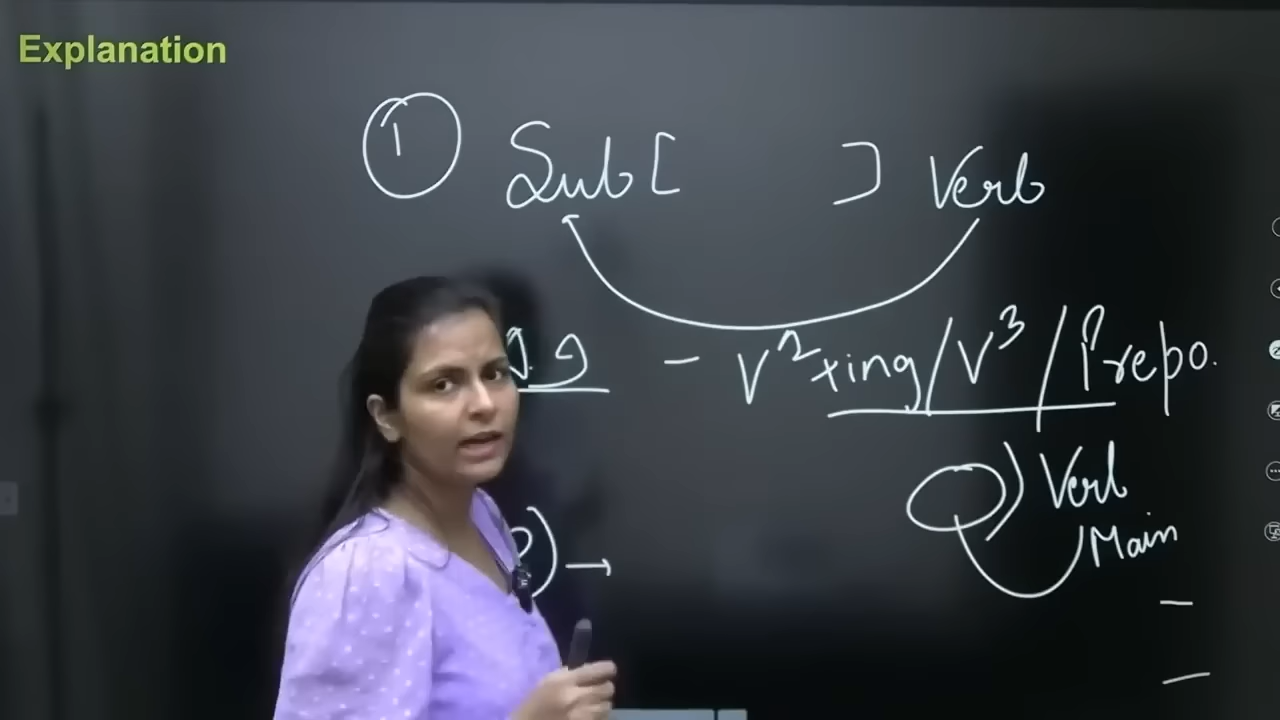 Explanation
1 Sub [ ] Verb
- V² +ing / V³ / Prepo.
) Verb
) → Main